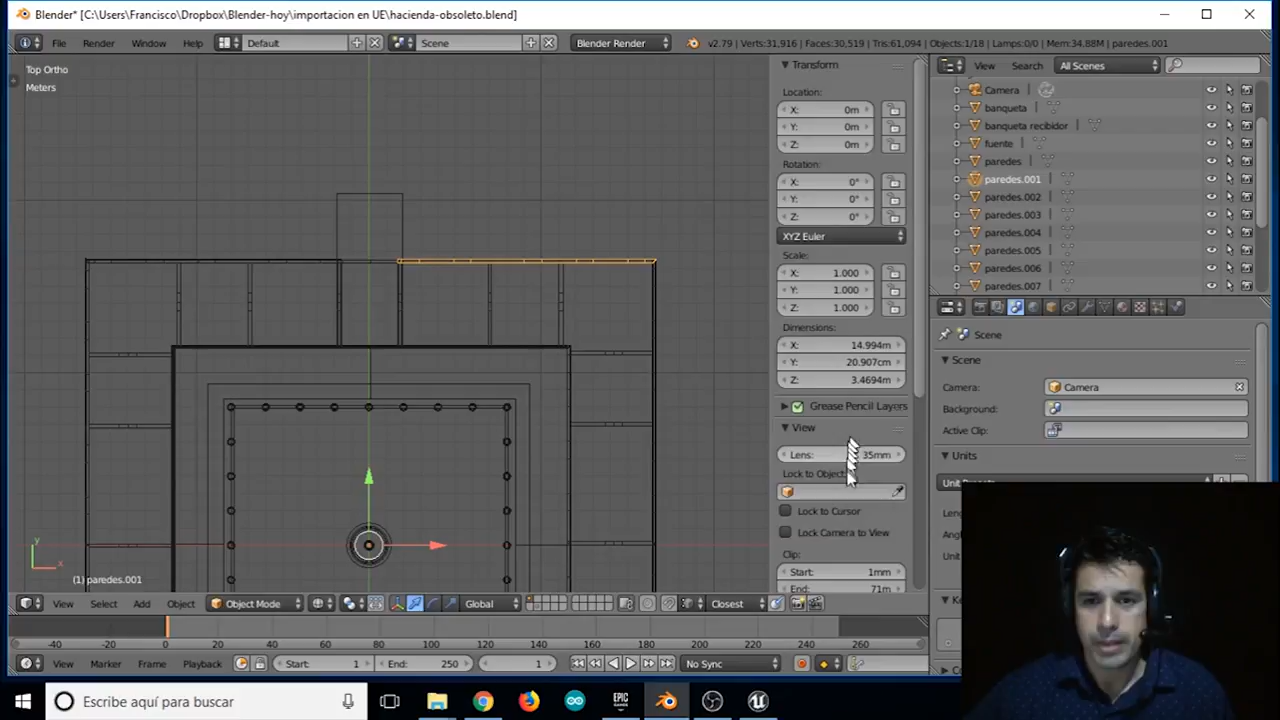 Blender* [C:\Users\Francisco\Dropbox\Blender-hoy\importacion en UE\hacienda-obsoleto.blend]
File Render Window Help Default Scene Blender Render v2.79 | Verts:31,916 | Faces:30,519 | Tris:61,094 | Objects:1/18 | Lamps:0/0 | Mem:34.88M | paredes.001
Top Ortho
Meters
Transform
Location:
X: 0m
Y: 0m
Z: 0m
Rotation:
X: 0°
Y: 0°
Z: 0°
XYZ Euler
Scale:
X: 1.000
Y: 1.000
Z: 1.000
Dimensions:
X: 14.994m
Y: 20.907cm
Z: 3.4694m
Grease Pencil Layers
View
Lens: 35mm
Lock to Object:
Lock to Cursor
Lock Camera to View
Clip:
Start: 1mm
End: 71m
View Search All Scenes
Camera
banqueta
banqueta recibidor
fuente
paredes
paredes.001
paredes.002
paredes.003
paredes.004
paredes.005
paredes.006
paredes.007
Scene
Scene
Camera: Camera
Background:
Active Clip:
Units
y
x
(1) paredes.001
View Select Add Object Object Mode Global Closest
-40 -20 0 20 40 60 80 100 120 140 160 180 200 220 240 260
View Marker Frame Playback Start: 1 End: 250 1 No Sync
Escribe aquí para buscar
EPIC
GAMES